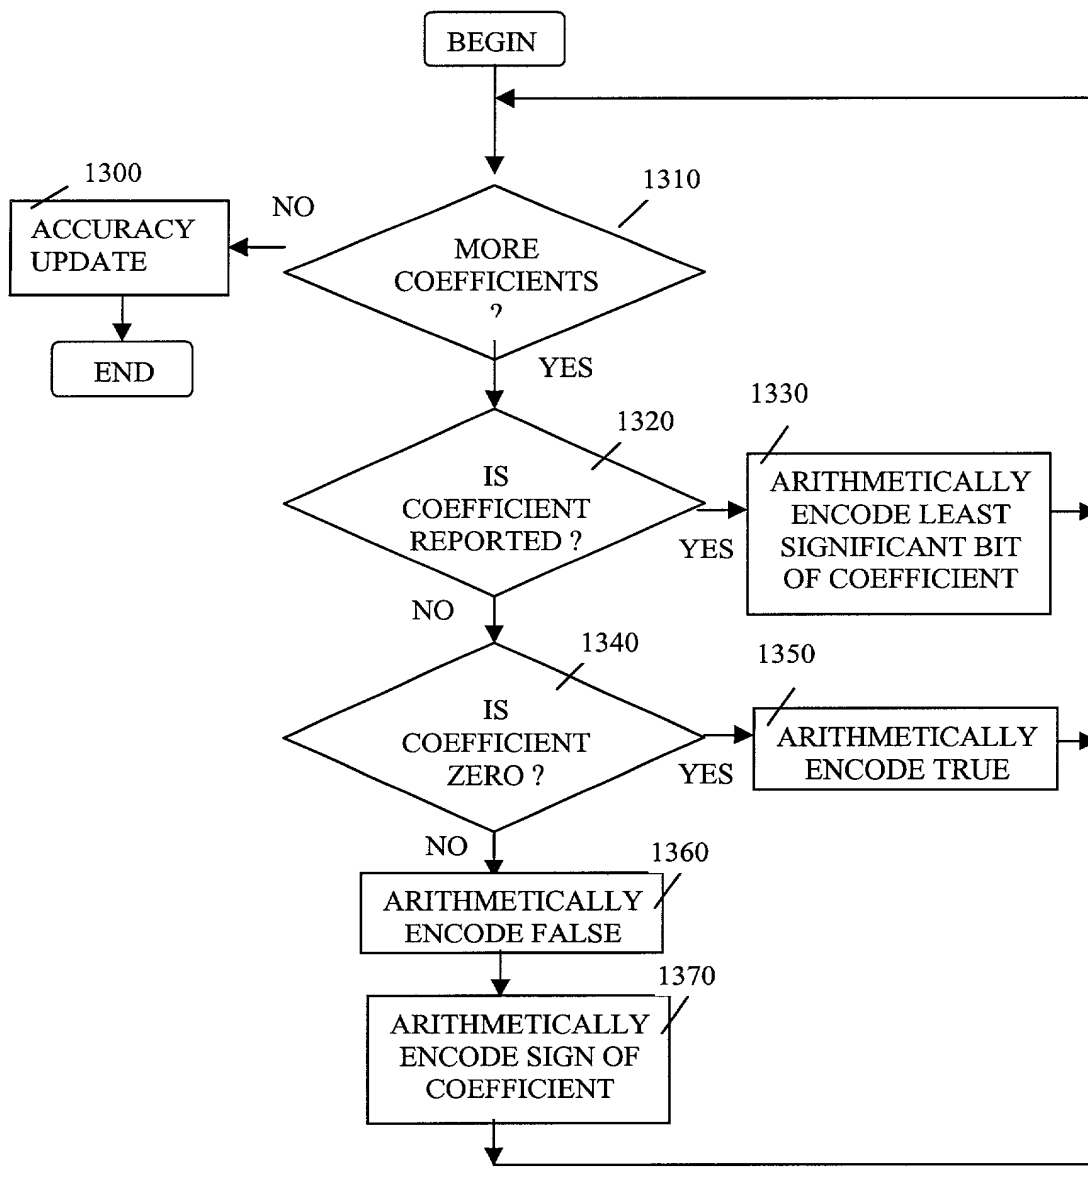 BEGIN
1300
1310
NO
ACCURACY
UPDATE
MORE
COEFFICIENTS
?
END
YES
1330
1320
IS
COEFFICIENT
REPORTED ?
ARITHMETICALLY
ENCODE LEAST
SIGNIFICANT BIT
OF COEFFICIENT
YES
NO
1340
1350
IS
COEFFICIENT
ZERO ?
ARITHMETICALLY
ENCODE TRUE
YES
NO
1360
ARITHMETICALLY
ENCODE FALSE
1370
ARITHMETICALLY
ENCODE SIGN OF
COEFFICIENT